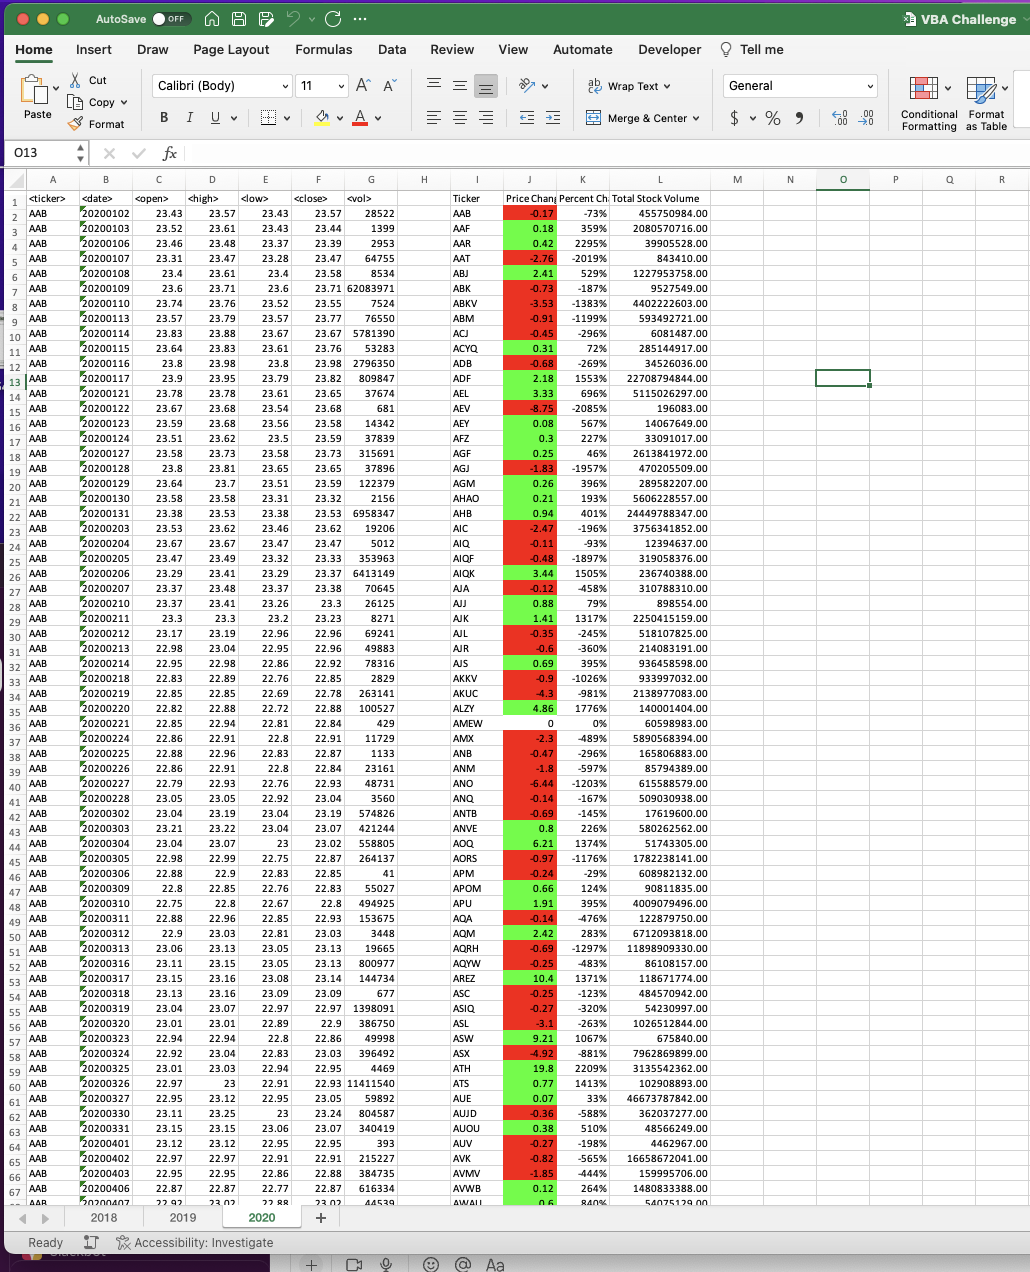 AutoSave OFF VBA Challenge
Home Insert Draw Page Layout Formulas Data Review View Automate Developer Tell me
Paste Cut Copy Format Calibri (Body) 11 Wrap Text Merge & Center General Conditional Formatting Format as Table
B I U A $ % 9
O13 fx
A B C D E F G H I J K L M N O P Q R
1 <ticker> <date> <open> <high> <low> <close> <vol> Ticker Price Chang Percent Ch Total Stock Volume
2 AAB 20200102 23.43 23.57 23.43 23.57 28522 AAB -0.17 -73% 455750984.00
3 AAB 20200103 23.52 23.61 23.43 23.44 1399 AAF 0.18 359% 2080570716.00
4 AAB 20200106 23.46 23.48 23.37 23.39 2953 AAR 0.42 2295% 39905528.00
5 AAB 20200107 23.31 23.47 23.28 23.47 64755 AAT -2.76 -2019% 843410.00
6 AAB 20200108 23.4 23.61 23.4 23.58 8534 ABJ 2.41 529% 1227953758.00
7 AAB 20200109 23.6 23.71 23.6 23.71 62083971 ABK -0.73 -187% 9527549.00
8 AAB 20200110 23.74 23.76 23.52 23.55 7524 ABKV -3.53 -1383% 4402222603.00
9 AAB 20200113 23.57 23.79 23.57 23.77 76550 ABM -0.91 -1199% 593492721.00
10 AAB 20200114 23.83 23.88 23.67 23.67 5781390 ACJ -0.45 -296% 6081487.00
11 AAB 20200115 23.64 23.83 23.61 23.76 53283 ACYQ 0.31 72% 285144917.00
12 AAB 20200116 23.8 23.98 23.8 23.98 2796350 ADB -0.68 -269% 34526036.00
13 AAB 20200117 23.9 23.95 23.79 23.82 809847 ADF 2.18 1553% 22708794844.00
14 AAB 20200121 23.78 23.78 23.61 23.65 37674 AEL 3.33 696% 5115026297.00
15 AAB 20200122 23.67 23.68 23.54 23.68 681 AEV -8.75 -2085% 196083.00
16 AAB 20200123 23.59 23.68 23.56 23.58 14342 AEY 0.08 567% 14067649.00
17 AAB 20200124 23.51 23.62 23.5 23.59 37839 AFZ 0.3 227% 33091017.00
18 AAB 20200127 23.58 23.73 23.58 23.73 315691 AGF 0.25 46% 2613841972.00
19 AAB 20200128 23.8 23.81 23.65 23.65 37896 AGJ -1.83 -1957% 470205509.00
20 AAB 20200129 23.64 23.7 23.51 23.59 122379 AGM 0.26 396% 289582207.00
21 AAB 20200130 23.58 23.58 23.31 23.32 2156 AHAO 0.21 193% 5606228557.00
22 AAB 20200131 23.38 23.53 23.38 23.53 6958347 AHB 0.94 401% 24449788347.00
23 AAB 20200203 23.53 23.62 23.46 23.62 19206 AIC -2.47 -196% 3756341852.00
24 AAB 20200204 23.67 23.67 23.47 23.47 5012 AIQ -0.11 -93% 12394637.00
25 AAB 20200205 23.47 23.49 23.32 23.33 353963 AIQF -0.48 -1897% 319058376.00
26 AAB 20200206 23.29 23.41 23.29 23.37 6413149 AIQK 3.44 1505% 236740388.00
27 AAB 20200207 23.37 23.48 23.37 23.38 70645 AJA -0.12 -458% 310788310.00
28 AAB 20200210 23.37 23.41 23.26 23.3 26125 AJJ 0.88 79% 898554.00
29 AAB 20200211 23.3 23.3 23.2 23.23 8271 AJK 1.41 1317% 2250415159.00
30 AAB 20200212 23.17 23.19 22.96 22.96 69241 AJL -0.35 -245% 518107825.00
31 AAB 20200213 22.98 23.04 22.95 22.96 49883 AJR -0.6 -360% 214083191.00
32 AAB 20200214 22.95 22.98 22.86 22.92 78316 AJS 0.69 395% 936458598.00
33 AAB 20200218 22.83 22.89 22.76 22.85 2829 AKKV -0.9 -1026% 933997032.00
34 AAB 20200219 22.85 22.85 22.69 22.78 263141 AKUC -4.3 -981% 2138977083.00
35 AAB 20200220 22.82 22.88 22.72 22.88 100527 ALZY 4.86 1776% 140001404.00
36 AAB 20200221 22.85 22.94 22.81 22.84 429 AMEW 0 0% 60598983.00
37 AAB 20200224 22.86 22.91 22.8 22.91 11729 AMX -2.3 -489% 5890568394.00
38 AAB 20200225 22.88 22.96 22.83 22.87 1133 ANB -0.47 -296% 165806883.00
39 AAB 20200226 22.86 22.91 22.8 22.84 23161 ANM -1.8 -597% 85794389.00
40 AAB 20200227 22.79 22.93 22.76 22.93 48731 ANO -6.44 -1203% 615588579.00
41 AAB 20200228 23.05 23.05 22.92 23.04 3560 ANQ -0.14 -167% 509030938.00
42 AAB 20200302 23.04 23.19 23.04 23.19 574826 ANTB -0.69 -145% 17619600.00
43 AAB 20200303 23.21 23.22 23.04 23.07 421244 ANVE 0.8 226% 580262562.00
44 AAB 20200304 23.04 23.07 23 23.02 558805 AOQ 6.21 1374% 51743305.00
45 AAB 20200305 22.98 22.99 22.75 22.87 264137 AORS -0.97 -1176% 1782238141.00
46 AAB 20200306 22.88 22.9 22.83 22.85 41 APM -0.24 -29% 608982132.00
47 AAB 20200309 22.8 22.85 22.76 22.83 55027 APOM 0.66 124% 90811835.00
48 AAB 20200310 22.75 22.8 22.67 22.8 494925 APU 1.91 395% 4009079496.00
49 AAB 20200311 22.88 22.96 22.85 22.93 153675 AQA -0.14 -476% 122879750.00
50 AAB 20200312 22.9 23.03 22.81 23.03 3448 AQM 2.42 283% 6712093818.00
51 AAB 20200313 23.06 23.13 23.05 23.13 19665 AQRH -0.69 -1297% 11898909330.00
52 AAB 20200316 23.11 23.15 23.05 23.13 800977 AQYW -0.25 -483% 86108157.00
53 AAB 20200317 23.15 23.16 23.08 23.14 144734 AREZ 10.4 1371% 118671774.00
54 AAB 20200318 23.13 23.16 23.09 23.09 677 ASC -0.25 -123% 484570942.00
55 AAB 20200319 23.04 23.07 22.97 22.97 1398091 ASIQ -0.27 -320% 54230997.00
56 AAB 20200320 23.01 23.01 22.89 22.9 386750 ASL -3.1 -263% 1026512844.00
57 AAB 20200323 22.94 22.94 22.8 22.86 49998 ASW 9.21 1067% 675840.00
58 AAB 20200324 22.92 23.04 22.83 23.03 396492 ASX -4.92 -881% 7962869899.00
59 AAB 20200325 23.01 23.03 22.94 22.95 4469 ATH 19.8 2209% 3135542362.00
60 AAB 20200326 22.97 23 22.91 22.93 11411540 ATS 0.77 1413% 102908893.00
61 AAB 20200327 22.95 23.12 22.95 23.05 59892 AUE 0.07 33% 46673787842.00
62 AAB 20200330 23.11 23.25 23 23.24 804587 AUJD -0.36 -588% 362037277.00
63 AAB 20200331 23.15 23.15 23.06 23.07 340419 AUOU 0.38 510% 48566249.00
64 AAB 20200401 23.12 23.12 22.95 22.95 393 AUV -0.27 -198% 4462967.00
65 AAB 20200402 22.97 22.97 22.91 22.91 215227 AVK -0.82 -565% 16658672041.00
66 AAB 20200403 22.95 22.95 22.86 22.88 384735 AVMV -1.85 -444% 159995706.00
67 AAB 20200406 22.87 22.87 22.77 22.87 616334 AVWB 0.12 264% 1480833388.00
AAB 20200407 22.92 23.02 22.88 23.02 44539 AWAU 0.6 840% 54075129.00
2018 2019 2020 +
Ready Accessibility: Investigate
Aa